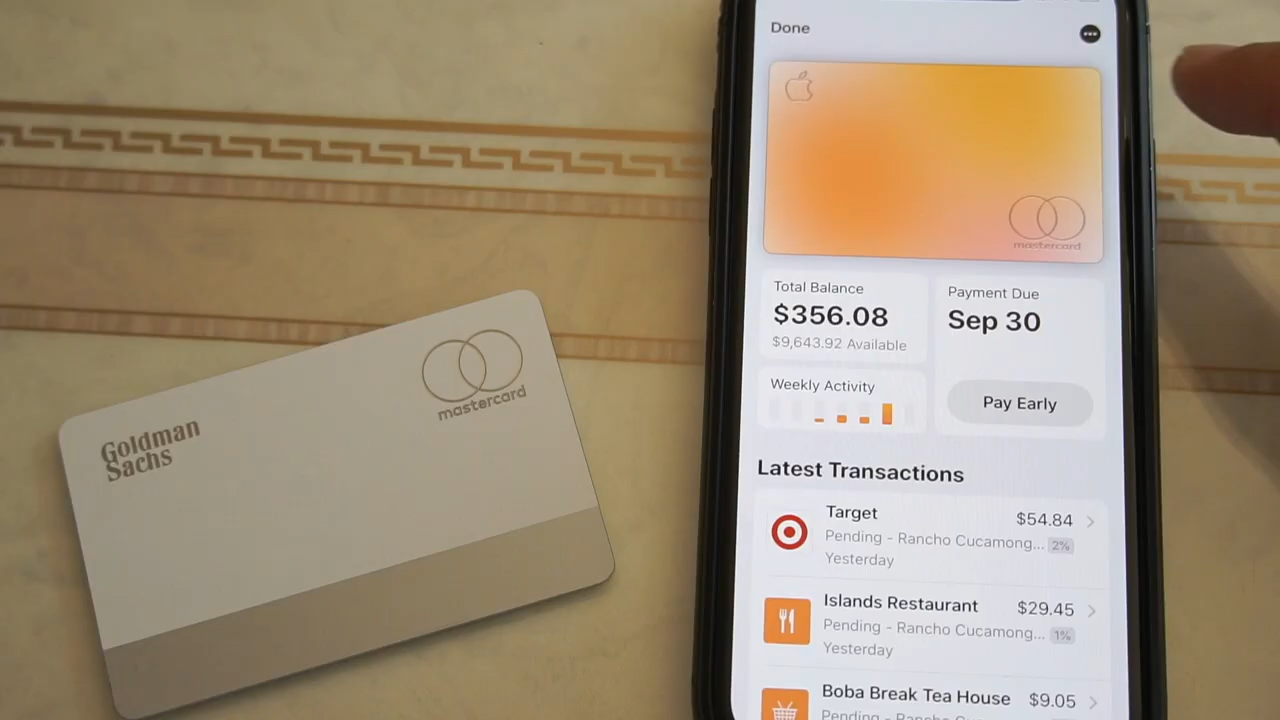 Goldman
Sachs
mastercard
Done
mastercard
Total Balance
$356.08
$9,643.92 Available
Payment Due
Sep 30
Pay Early
Weekly Activity
Latest Transactions
Target
$54.84
Pending - Rancho Cucamong...
2%
Yesterday
Islands Restaurant
$29.45
Pending - Rancho Cucamong...
1%
Yesterday
Boba Break Tea House
$9.05